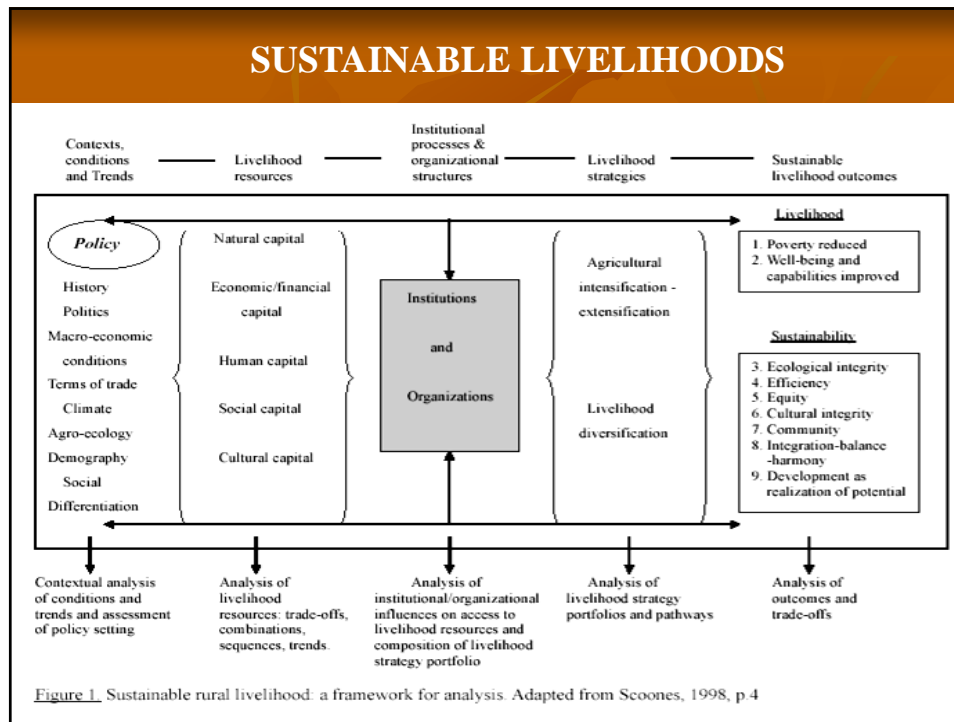 SUSTAINABLE LIVELIHOODS
Contexts,
conditions
and Trends
Livelihood
resources
Institutional
processes &
organizational
structures
Livelihood
strategies
Sustainable
livelihood outcomes
Policy
History
Politics
Macro-economic
conditions
Terms of trade
Climate
Agro-ecology
Demography
Social
Differentiation
Natural capital
Economic/financial
capital
Human capital
Social capital
Cultural capital
Institutions
and
Organizations
Agricultural
intensification -
extensification
Livelihood
diversification
Livelihood
1. Poverty reduced
2. Well-being and
capabilities improved
Sustainability
3. Ecological integrity
4. Efficiency
5. Equity
6. Cultural integrity
7. Community
8. Integration-balance
-harmony
9. Development as
realization of potential
Contextual analysis
of conditions and
trends and assessment
of policy setting
Analysis of
livelihood
resources: trade-offs,
combinations,
sequences, trends.
Analysis of
institutional/organizational
influences on access to
livelihood resources and
composition of livelihood
strategy portfolio
Analysis of
livelihood strategy
portfolios and pathways
Analysis of
outcomes and
trade-offs
Figure 1. Sustainable rural livelihood: a framework for analysis. Adapted from Scoones, 1998, p.4